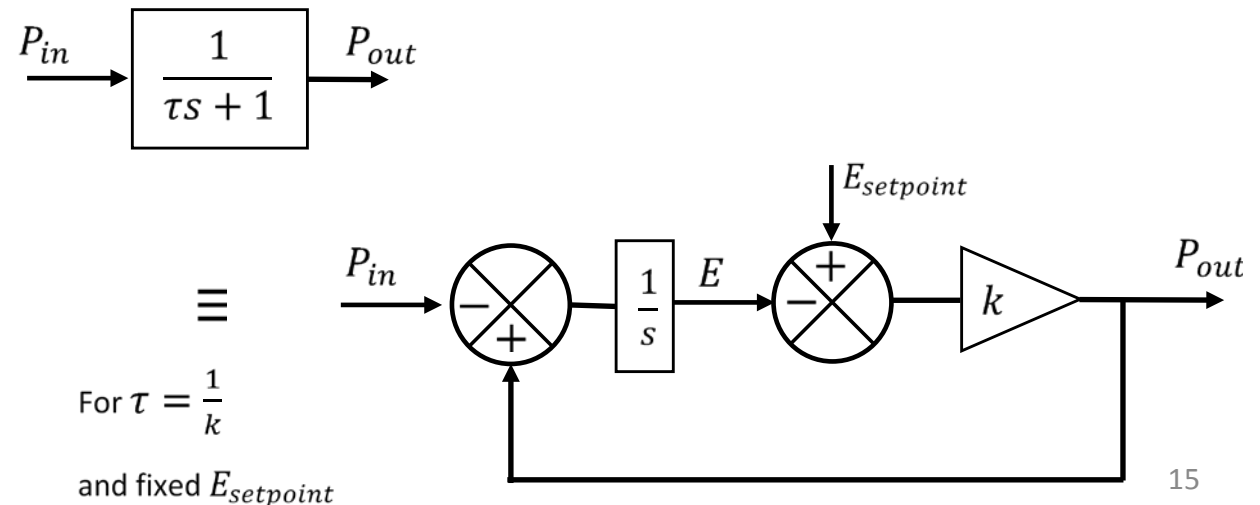 P_in
1
τs + 1
P_out
≡
For τ = 1/k
and fixed E_setpoint
P_in
−
+
1
s
E
E_setpoint
+
−
k
P_out
15